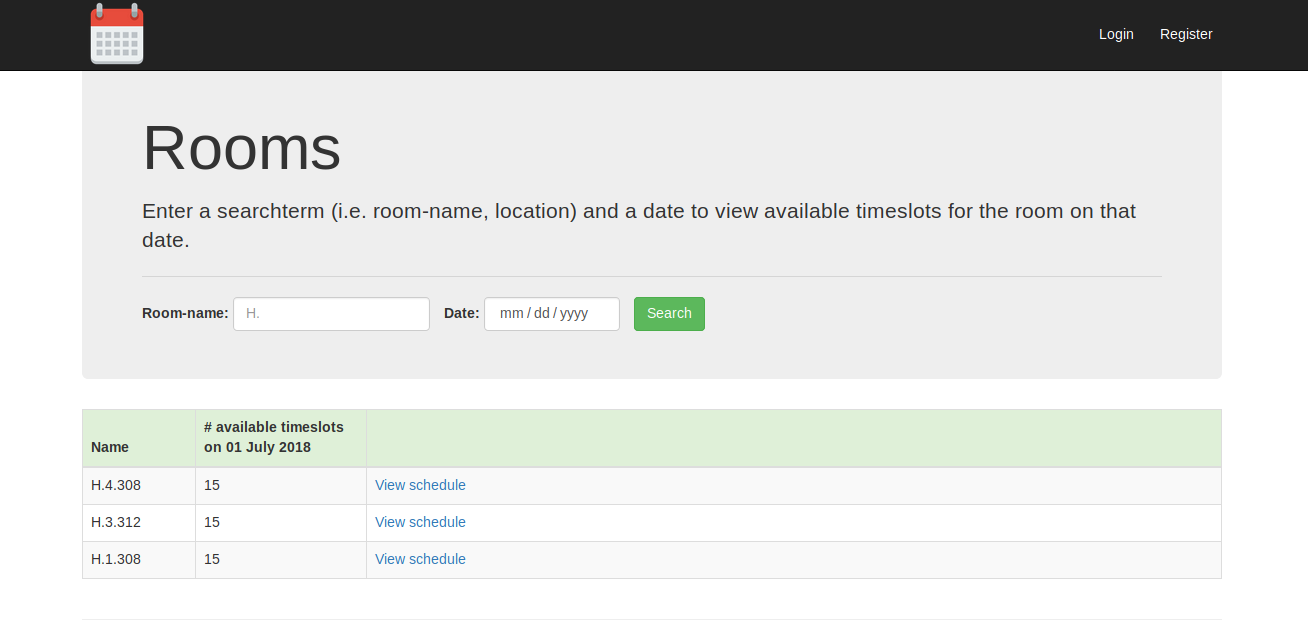 Login Register
Rooms
Enter a searchterm (i.e. room-name, location) and a date to view available timeslots for the room on that
date.
Room-name: H. Date: mm / dd / yyyy Search
Name # available timeslots
on 01 July 2018
H.4.308 15 View schedule
H.3.312 15 View schedule
H.1.308 15 View schedule